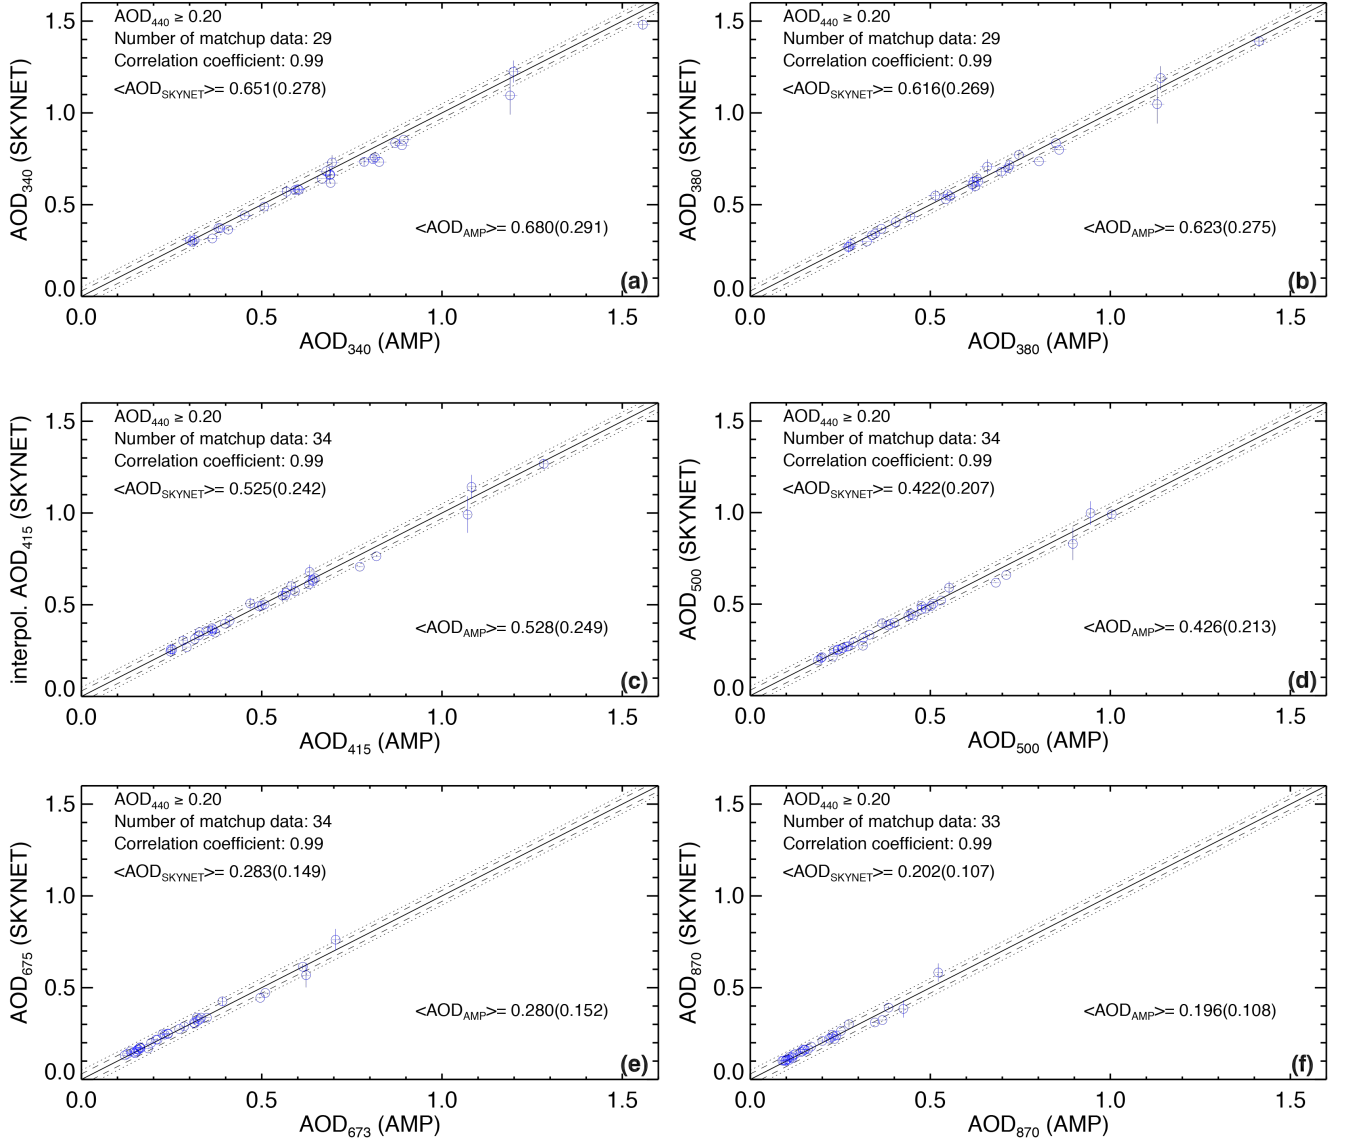 AOD440 ≥ 0.20
Number of matchup data: 29
Correlation coefficient: 0.99
<AODSKYNET>= 0.651(0.278)
<AODAMP>= 0.680(0.291)
(a)
1.5
1.0
0.5
0.0
AOD340 (SKYNET)
0.0 0.5 1.0 1.5
AOD340 (AMP)
AOD440 ≥ 0.20
Number of matchup data: 29
Correlation coefficient: 0.99
<AODSKYNET>= 0.616(0.269)
<AODAMP>= 0.623(0.275)
(b)
1.5
1.0
0.5
0.0
AOD380 (SKYNET)
0.0 0.5 1.0 1.5
AOD380 (AMP)
AOD440 ≥ 0.20
Number of matchup data: 34
Correlation coefficient: 0.99
<AODSKYNET>= 0.525(0.242)
<AODAMP>= 0.528(0.249)
(c)
1.5
1.0
0.5
0.0
interpol. AOD415 (SKYNET)
0.0 0.5 1.0 1.5
AOD415 (AMP)
AOD440 ≥ 0.20
Number of matchup data: 34
Correlation coefficient: 0.99
<AODSKYNET>= 0.422(0.207)
<AODAMP>= 0.426(0.213)
(d)
1.5
1.0
0.5
0.0
AOD500 (SKYNET)
0.0 0.5 1.0 1.5
AOD500 (AMP)
AOD440 ≥ 0.20
Number of matchup data: 34
Correlation coefficient: 0.99
<AODSKYNET>= 0.283(0.149)
<AODAMP>= 0.280(0.152)
(e)
1.5
1.0
0.5
0.0
AOD675 (SKYNET)
0.0 0.5 1.0 1.5
AOD673 (AMP)
AOD440 ≥ 0.20
Number of matchup data: 33
Correlation coefficient: 0.99
<AODSKYNET>= 0.202(0.107)
<AODAMP>= 0.196(0.108)
(f)
1.5
1.0
0.5
0.0
AOD870 (SKYNET)
0.0 0.5 1.0 1.5
AOD870 (AMP)